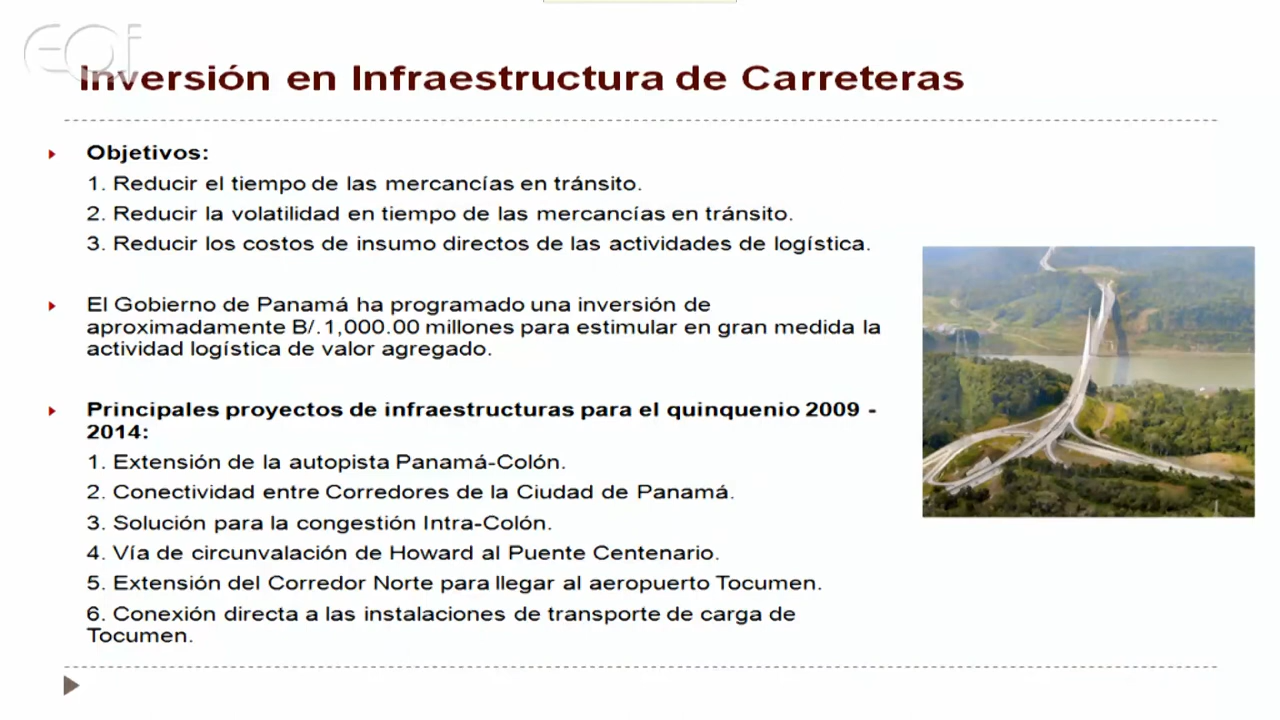 EOi
Inversión en Infraestructura de Carreteras
Objetivos:
1. Reducir el tiempo de las mercancías en tránsito.
2. Reducir la volatilidad en tiempo de las mercancías en tránsito.
3. Reducir los costos de insumo directos de las actividades de logística.
El Gobierno de Panamá ha programado una inversión de
aproximadamente B/.1,000.00 millones para estimular en gran medida la
actividad logística de valor agregado.
Principales proyectos de infraestructuras para el quinquenio 2009 -
2014:
1. Extensión de la autopista Panamá-Colón.
2. Conectividad entre Corredores de la Ciudad de Panamá.
3. Solución para la congestión Intra-Colón.
4. Vía de circunvalación de Howard al Puente Centenario.
5. Extensión del Corredor Norte para llegar al aeropuerto Tocumen.
6. Conexión directa a las instalaciones de transporte de carga de
Tocumen.